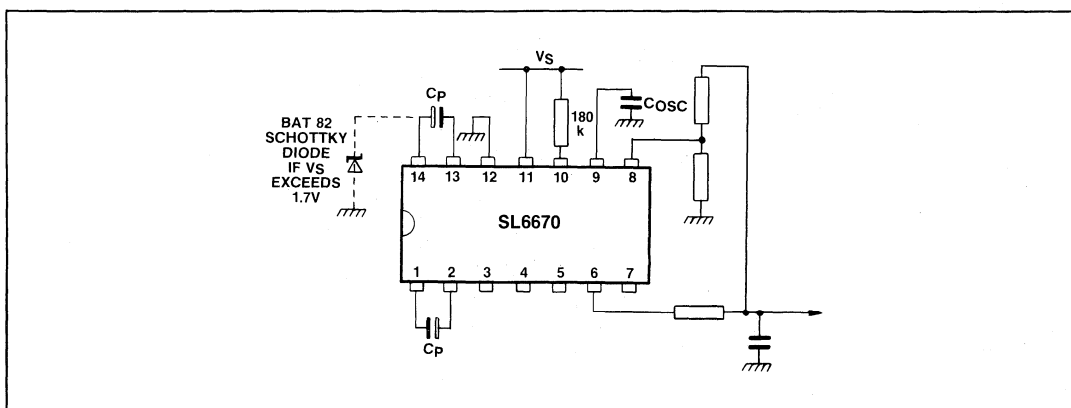 VS
CP
BAT 82
SCHOTTKY
DIODE
IF VS
EXCEEDS
1.7V
180
k
COSC
14 13 12 11 10 9 8
SL6670
1 2 3 4 5 6 7
CP